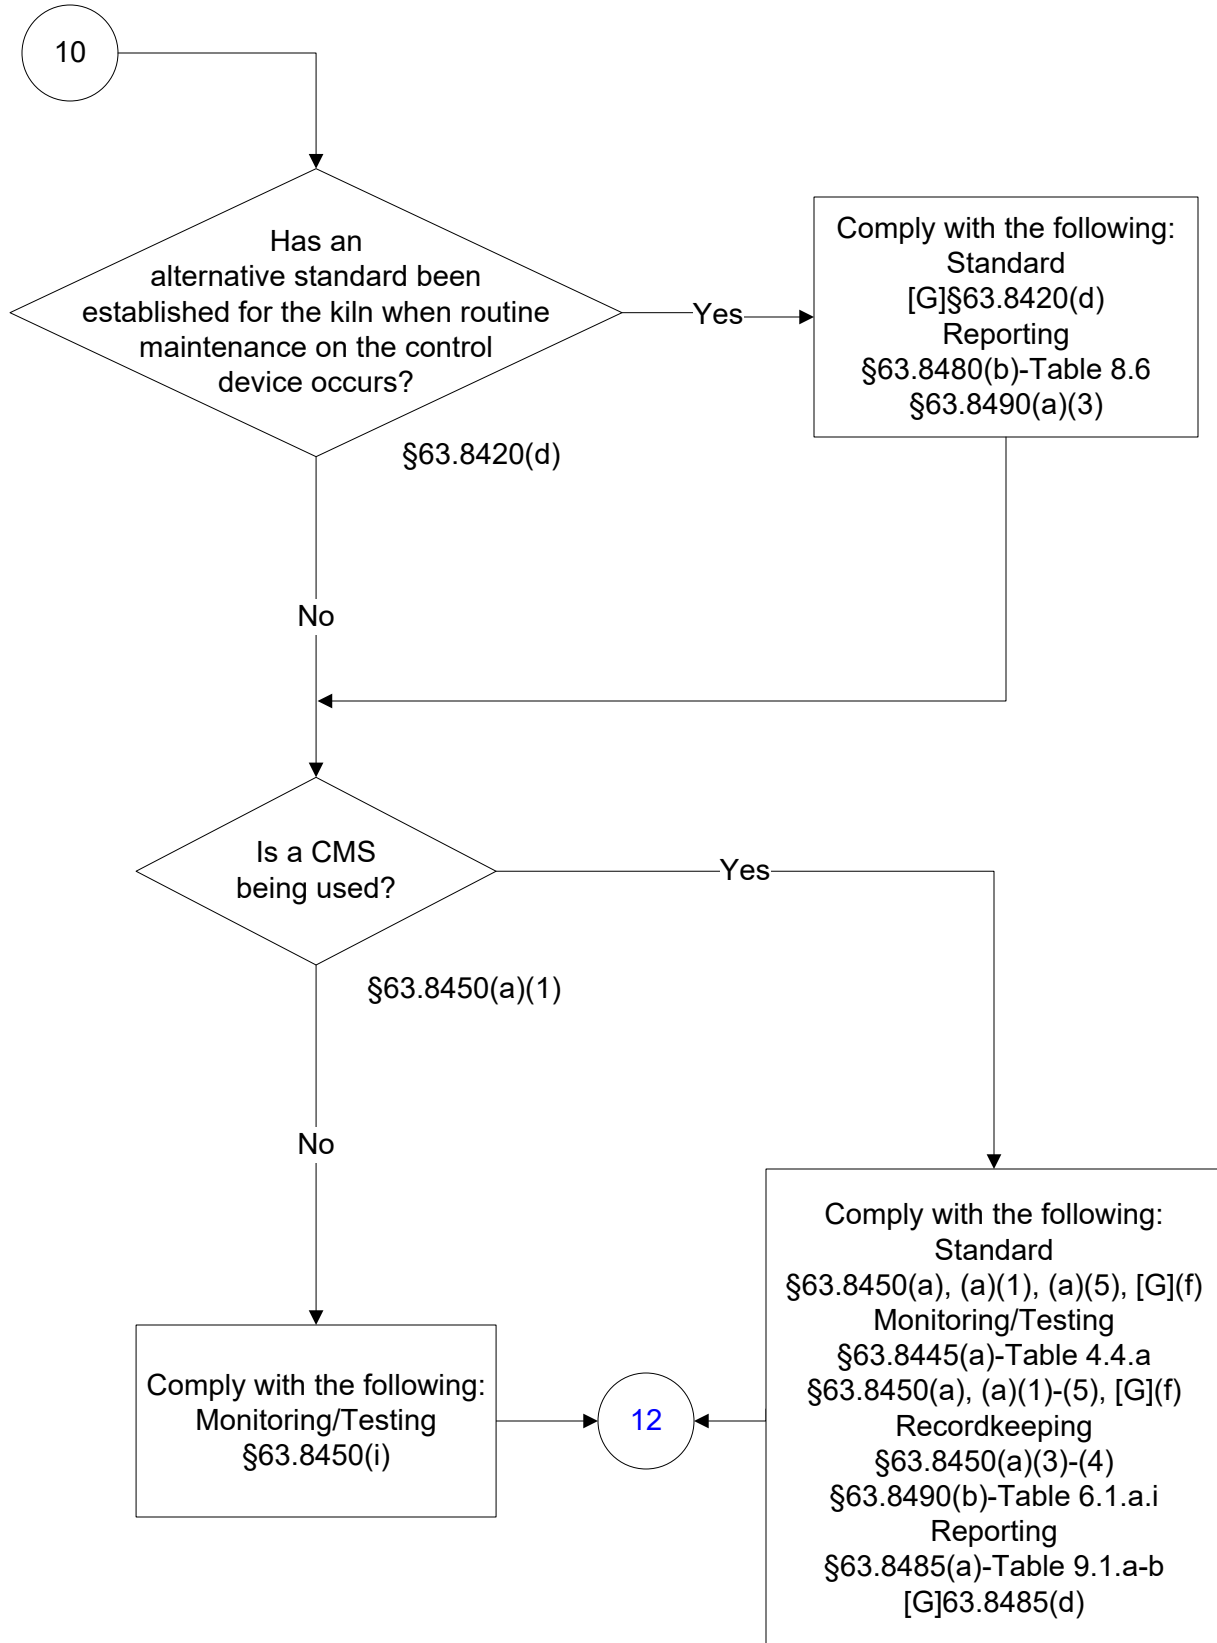 10
Has an
alternative standard been
established for the kiln when routine
maintenance on the control
device occurs?
§63.8420(d)
Yes
Comply with the following:
Standard
[G]§63.8420(d)
Reporting
§63.8480(b)-Table 8.6
§63.8490(a)(3)
No
Is a CMS
being used?
§63.8450(a)(1)
Yes
No
Comply with the following:
Monitoring/Testing
§63.8450(i)
12
Comply with the following:
Standard
§63.8450(a), (a)(1), (a)(5), [G](f)
Monitoring/Testing
§63.8445(a)-Table 4.4.a
§63.8450(a), (a)(1)-(5), [G](f)
Recordkeeping
§63.8450(a)(3)-(4)
§63.8490(b)-Table 6.1.a.i
Reporting
§63.8485(a)-Table 9.1.a-b
[G]63.8485(d)